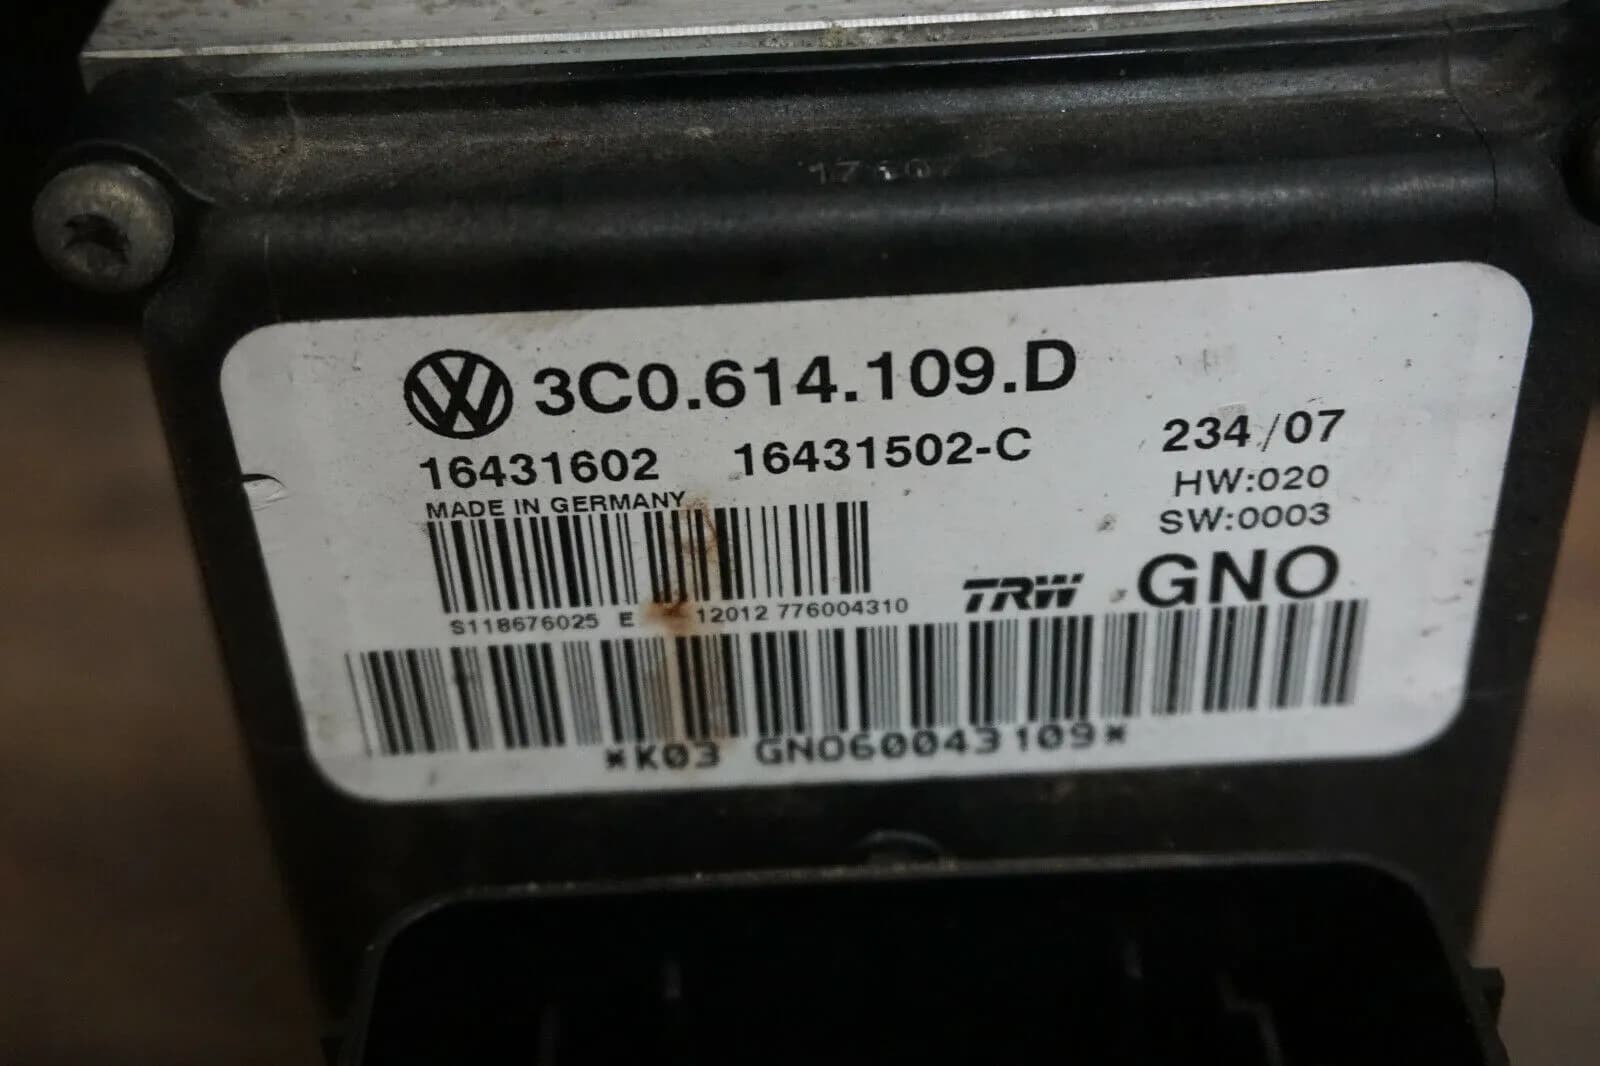 3C0.614.109.D
16431602 16431502-C 234/07
MADE IN GERMANY HW:020
SW:0003
S118676025 E 12012 776004310 TRW GNO
*K03 GNO60043109*